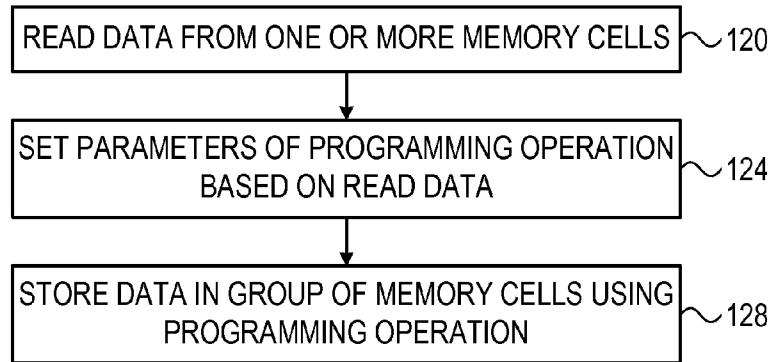 READ DATA FROM ONE OR MORE MEMORY CELLS
120
SET PARAMETERS OF PROGRAMMING OPERATION
BASED ON READ DATA
124
STORE DATA IN GROUP OF MEMORY CELLS USING
PROGRAMMING OPERATION
128